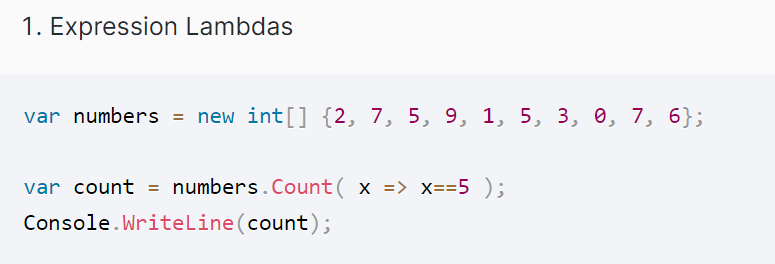 1. Expression Lambdas
var numbers = new int[] {2, 7, 5, 9, 1, 5, 3, 0, 7, 6};
var count = numbers.Count( x => x==5 );
Console.WriteLine(count);